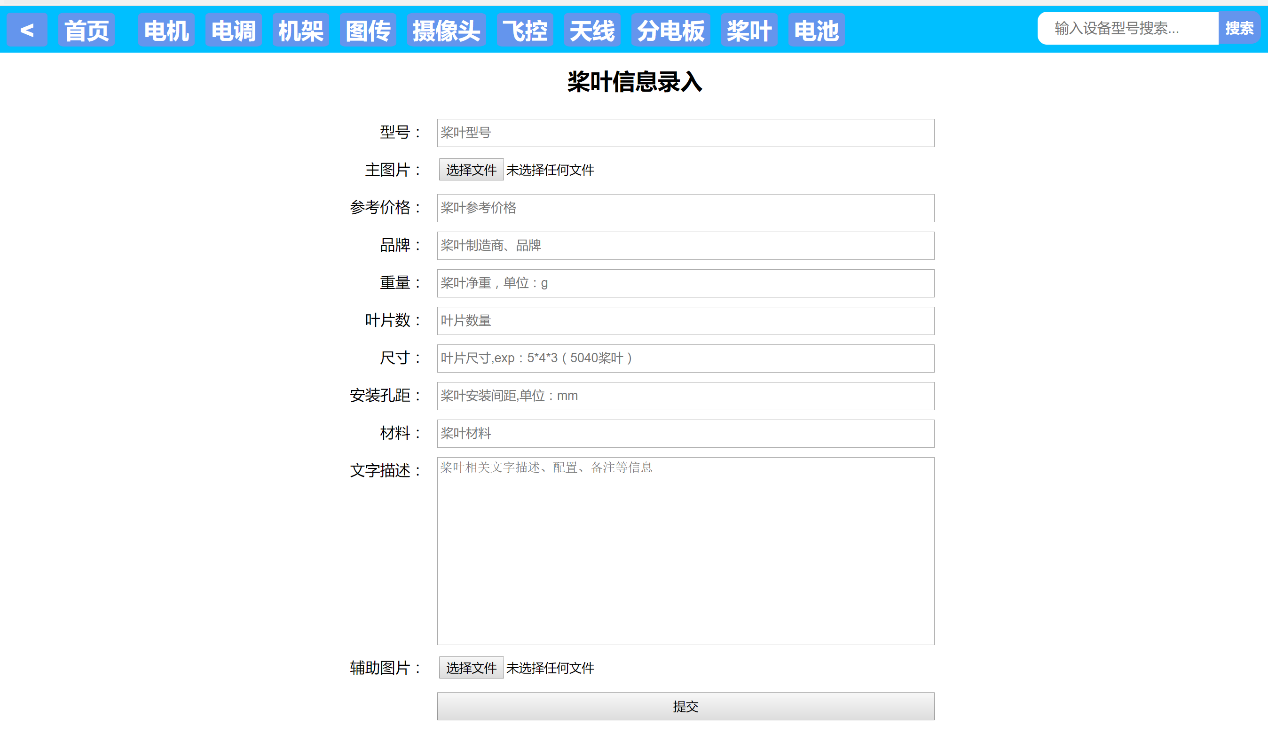 < 首页 电机 电调 机架 图传 摄像头 飞控 天线 分电板 桨叶 电池 输入设备型号搜索... 搜索
桨叶信息录入
型号： 桨叶型号
主图片： 选择文件 未选择任何文件
参考价格： 桨叶参考价格
品牌： 桨叶制造商、品牌
重量： 桨叶净重，单位：g
叶片数： 叶片数量
尺寸： 叶片尺寸,exp：5*4*3（5040桨叶）
安装孔距： 桨叶安装间距,单位：mm
材料： 桨叶材料
文字描述： 桨叶相关文字描述、配置、备注等信息
辅助图片： 选择文件 未选择任何文件
提交